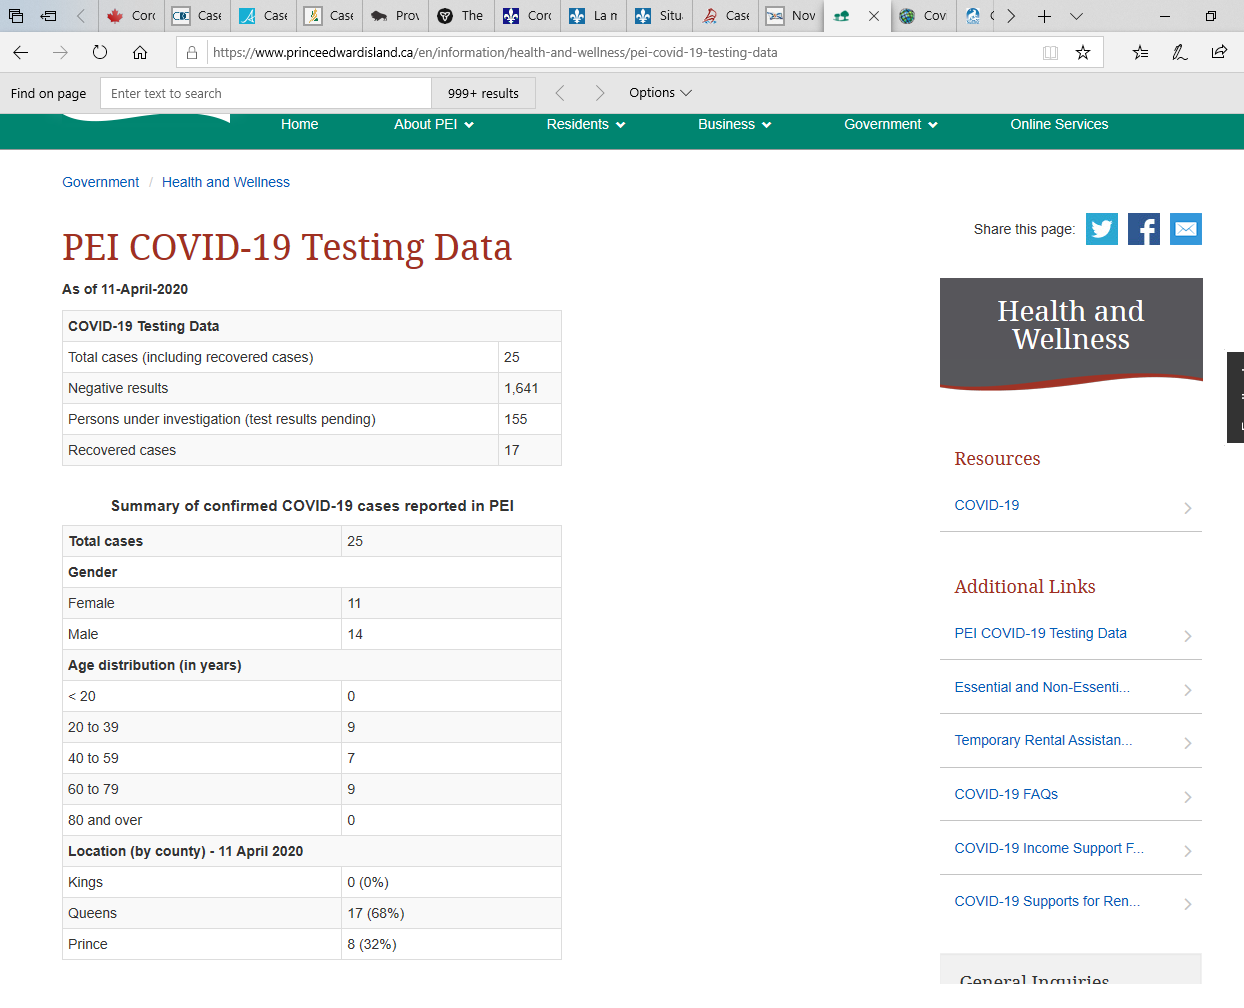 Corc
Case
Case
Case
Prov
The
Corc
La m
Situ
Case
Nov
Cov
https://www.princeedwardisland.ca/en/information/health-and-wellness/pei-covid-19-testing-data
Find on page
Enter text to search
999+ results
Options
Home
About PEI
Residents
Business
Government
Online Services
Government / Health and Wellness
PEI COVID-19 Testing Data
Share this page:
As of 11-April-2020
COVID-19 Testing Data
Total cases (including recovered cases) 25
Negative results 1,641
Persons under investigation (test results pending) 155
Recovered cases 17
Summary of confirmed COVID-19 cases reported in PEI
Total cases 25
Gender
Female 11
Male 14
Age distribution (in years)
< 20 0
20 to 39 9
40 to 59 7
60 to 79 9
80 and over 0
Location (by county) - 11 April 2020
Kings 0 (0%)
Queens 17 (68%)
Prince 8 (32%)
Health and
Wellness
Resources
COVID-19
Additional Links
PEI COVID-19 Testing Data
Essential and Non-Essenti...
Temporary Rental Assistan...
COVID-19 FAQs
COVID-19 Income Support F...
COVID-19 Supports for Ren...
General Inquiries